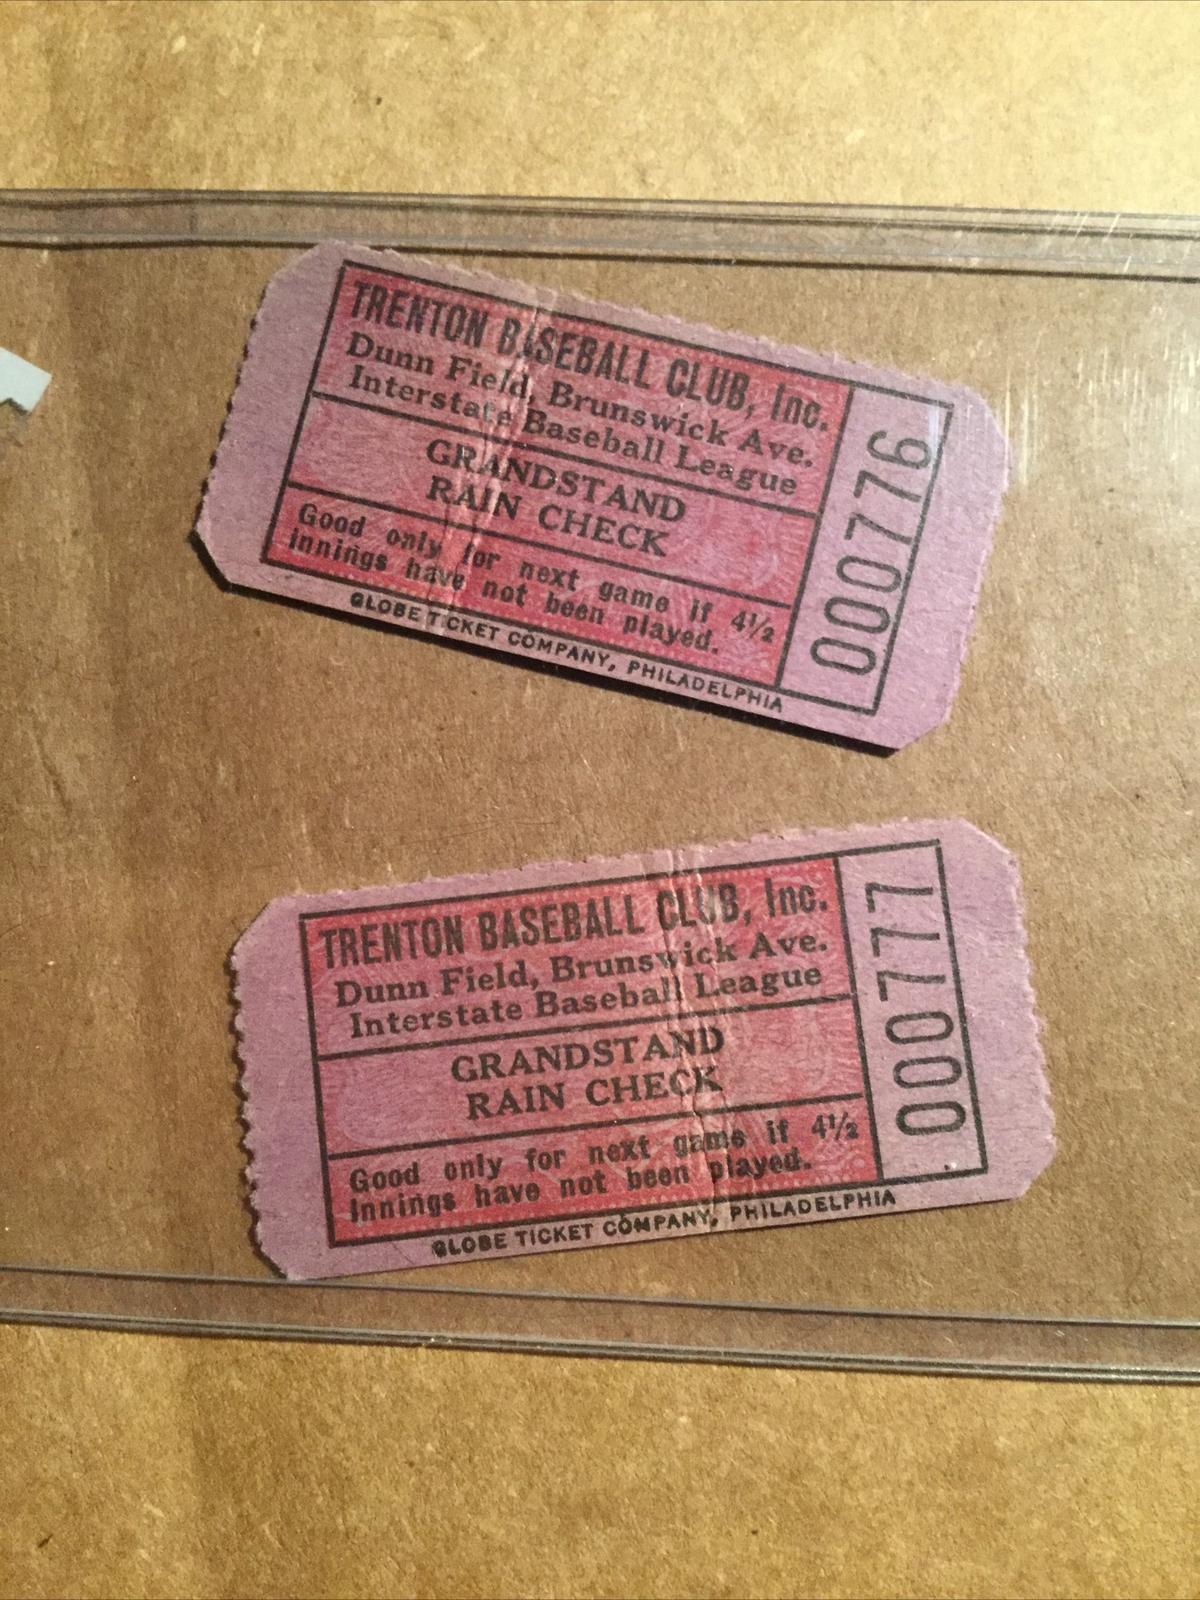 TRENTON BASEBALL CLUB, Inc.
Dunn Field, Brunswick Ave.
Interstate Baseball League
GRANDSTAND
RAIN CHECK
Good only for next game if 4½
innings have not been played.
GLOBE TICKET COMPANY, PHILADELPHIA
000776
TRENTON BASEBALL CLUB, Inc.
Dunn Field, Brunswick Ave.
Interstate Baseball League
GRANDSTAND
RAIN CHECK
Good only for next game if 4½
innings have not been played.
GLOBE TICKET COMPANY, PHILADELPHIA
000777